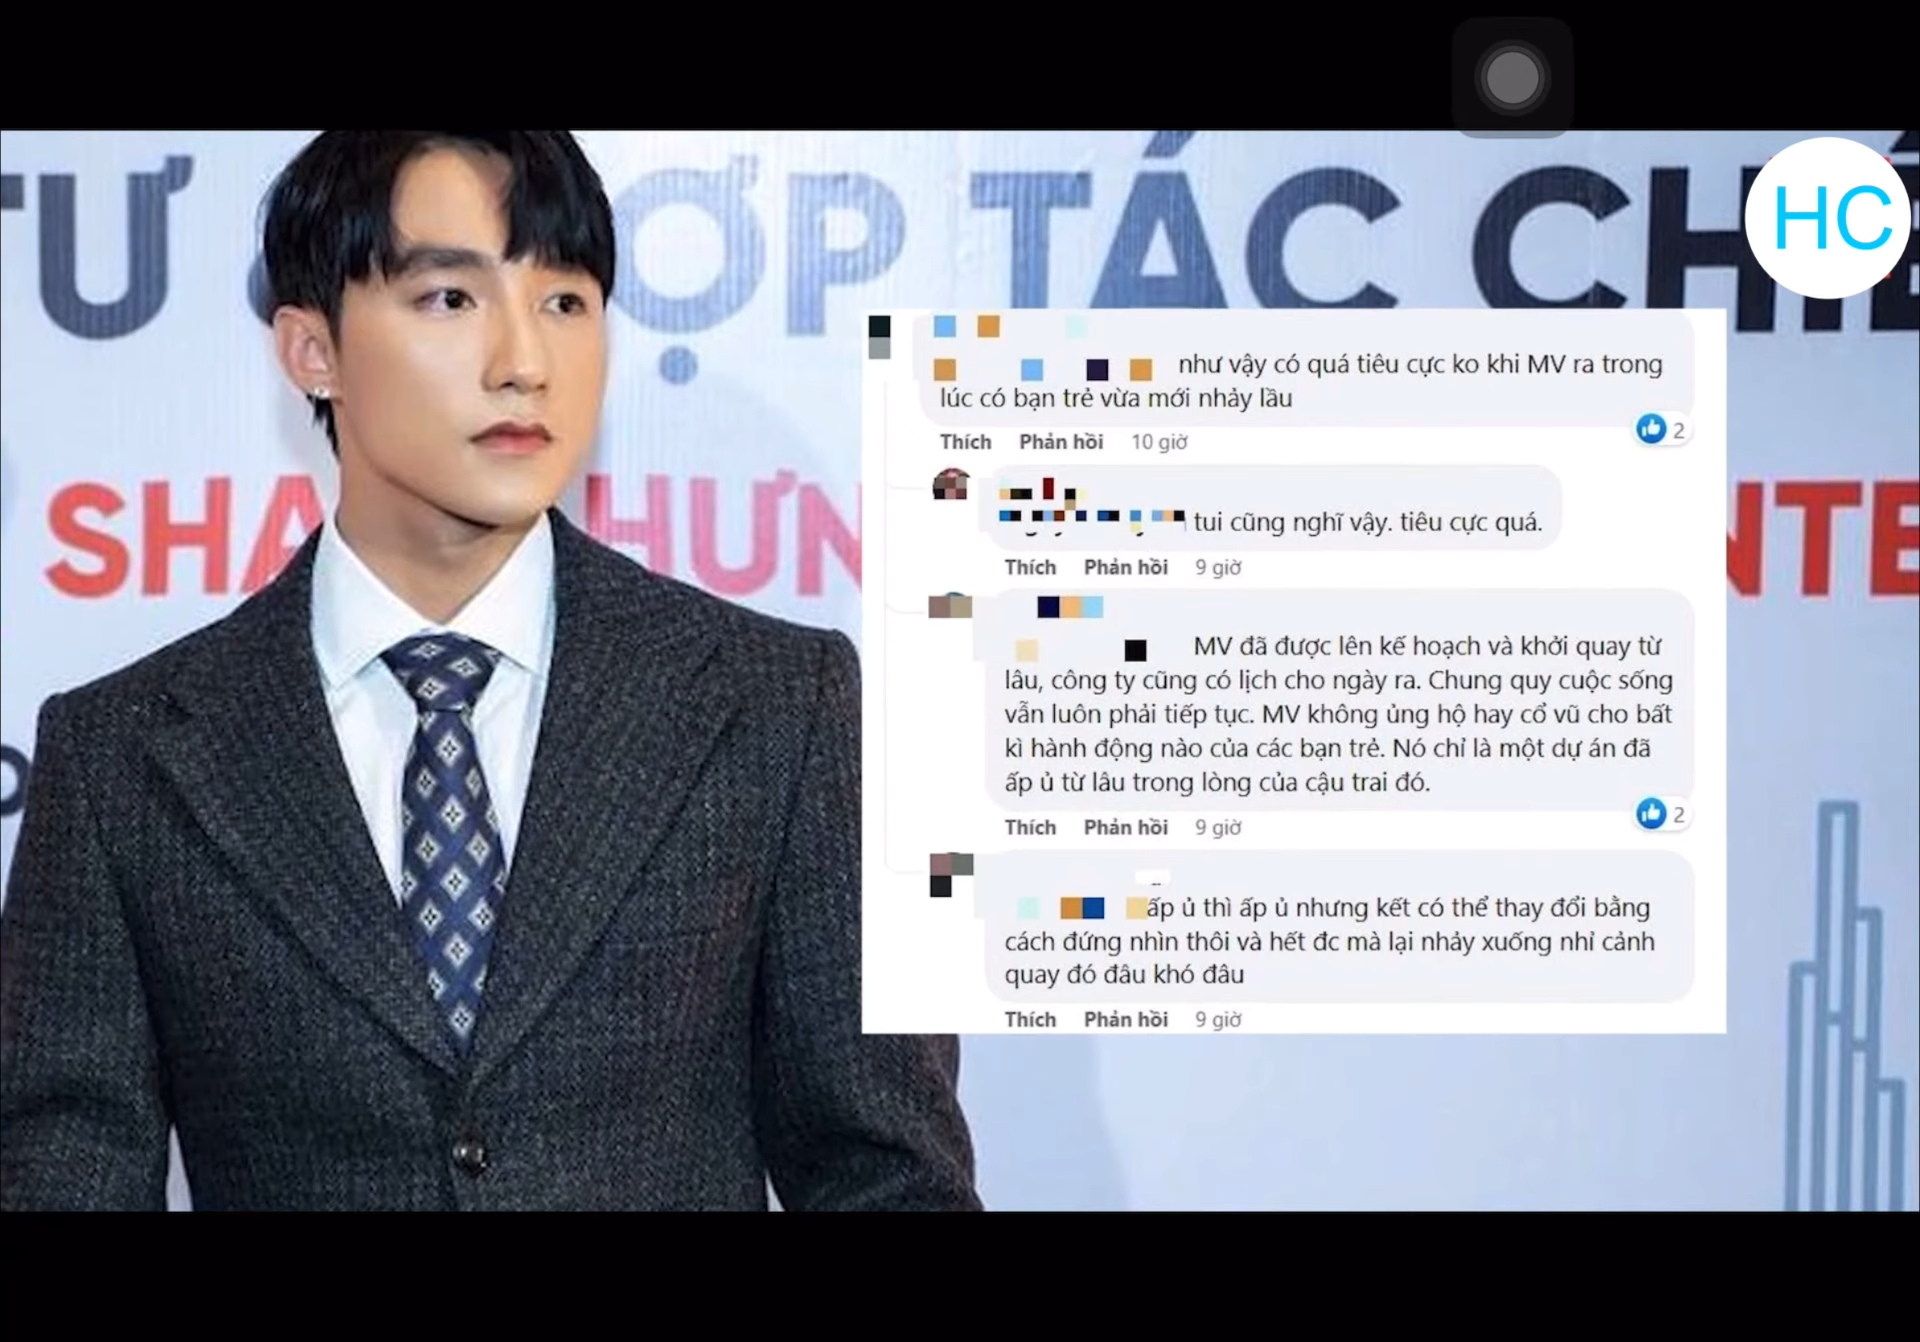 TƯ & HỢP TÁC CHIẾ
HC
SHA HƯN
NTE
như vậy có quá tiêu cực ko khi MV ra trong
lúc có bạn trẻ vừa mới nhảy lầu
Thích Phản hồi 10 giờ
2
tui cũng nghĩ vậy. tiêu cực quá.
Thích Phản hồi 9 giờ
MV đã được lên kế hoạch và khởi quay từ
lâu, công ty cũng có lịch cho ngày ra. Chung quy cuộc sống
vẫn luôn phải tiếp tục. MV không ủng hộ hay cổ vũ cho bất
kì hành động nào của các bạn trẻ. Nó chỉ là một dự án đã
ấp ủ từ lâu trong lòng của cậu trai đó.
2
Thích Phản hồi 9 giờ
ấp ủ thì ấp ủ nhưng kết có thể thay đổi bằng
cách đứng nhìn thôi và hết đc mà lại nhảy xuống nhỉ cảnh
quay đó đâu khó đâu
Thích Phản hồi 9 giờ